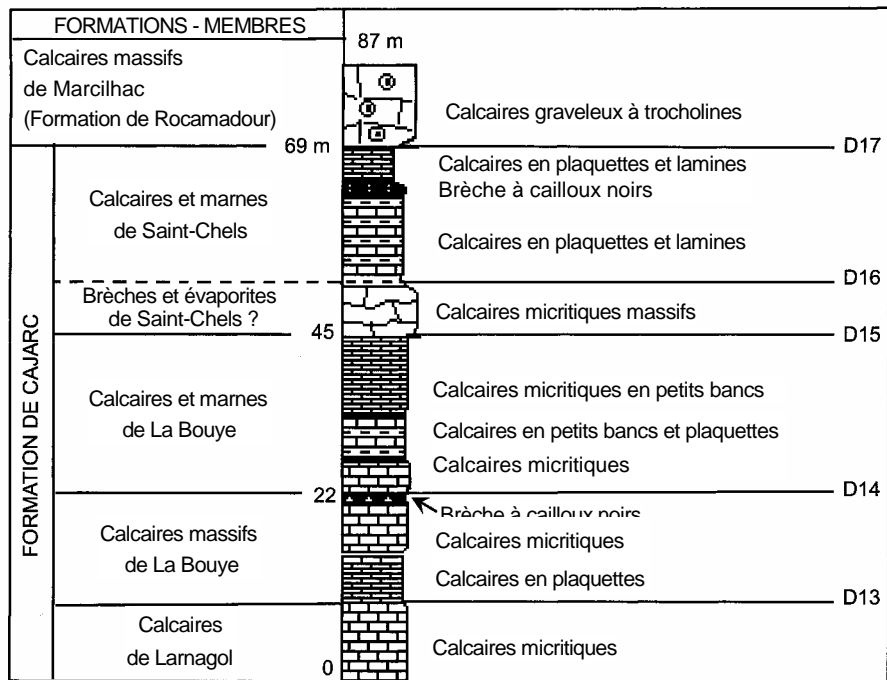 FORMATIONS - MEMBRES
87 m
Calcaires massifs
de Marcilhac
(Formation de Rocamadour)
Calcaires graveleux à trocholines
69 m
D17
Calcaires en plaquettes et lamines
Brèche à cailloux noirs
Calcaires et marnes
de Saint-Chels
Calcaires en plaquettes et lamines
D16
Brèches et évaporites
de Saint-Chels ?
Calcaires micritiques massifs
45
D15
FORMATION DE CAJARC
Calcaires micritiques en petits bancs
Calcaires et marnes
de La Bouye
Calcaires en petits bancs et plaquettes
Calcaires micritiques
22
D14
Brèche à cailloux noirs
Calcaires massifs
de La Bouye
Calcaires micritiques
Calcaires en plaquettes
D13
Calcaires
de Larnagol
Calcaires micritiques
0